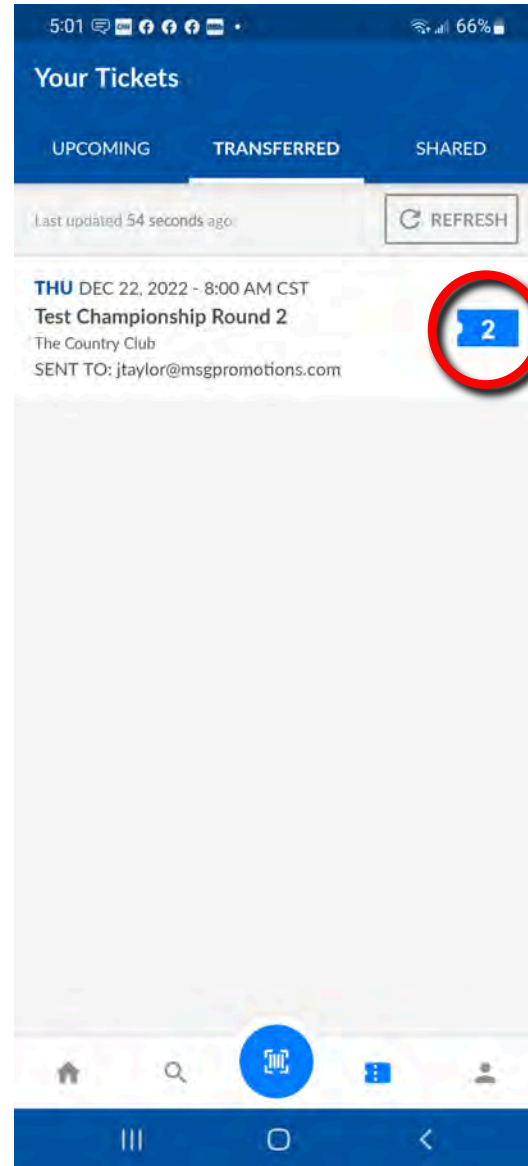 5:01 66%
Your Tickets
UPCOMING TRANSFERRED SHARED
Last updated 54 seconds ago REFRESH
THU DEC 22, 2022 - 8:00 AM CST
Test Championship Round 2
2
The Country Club
SENT TO: jtaylor@msgpromotions.com